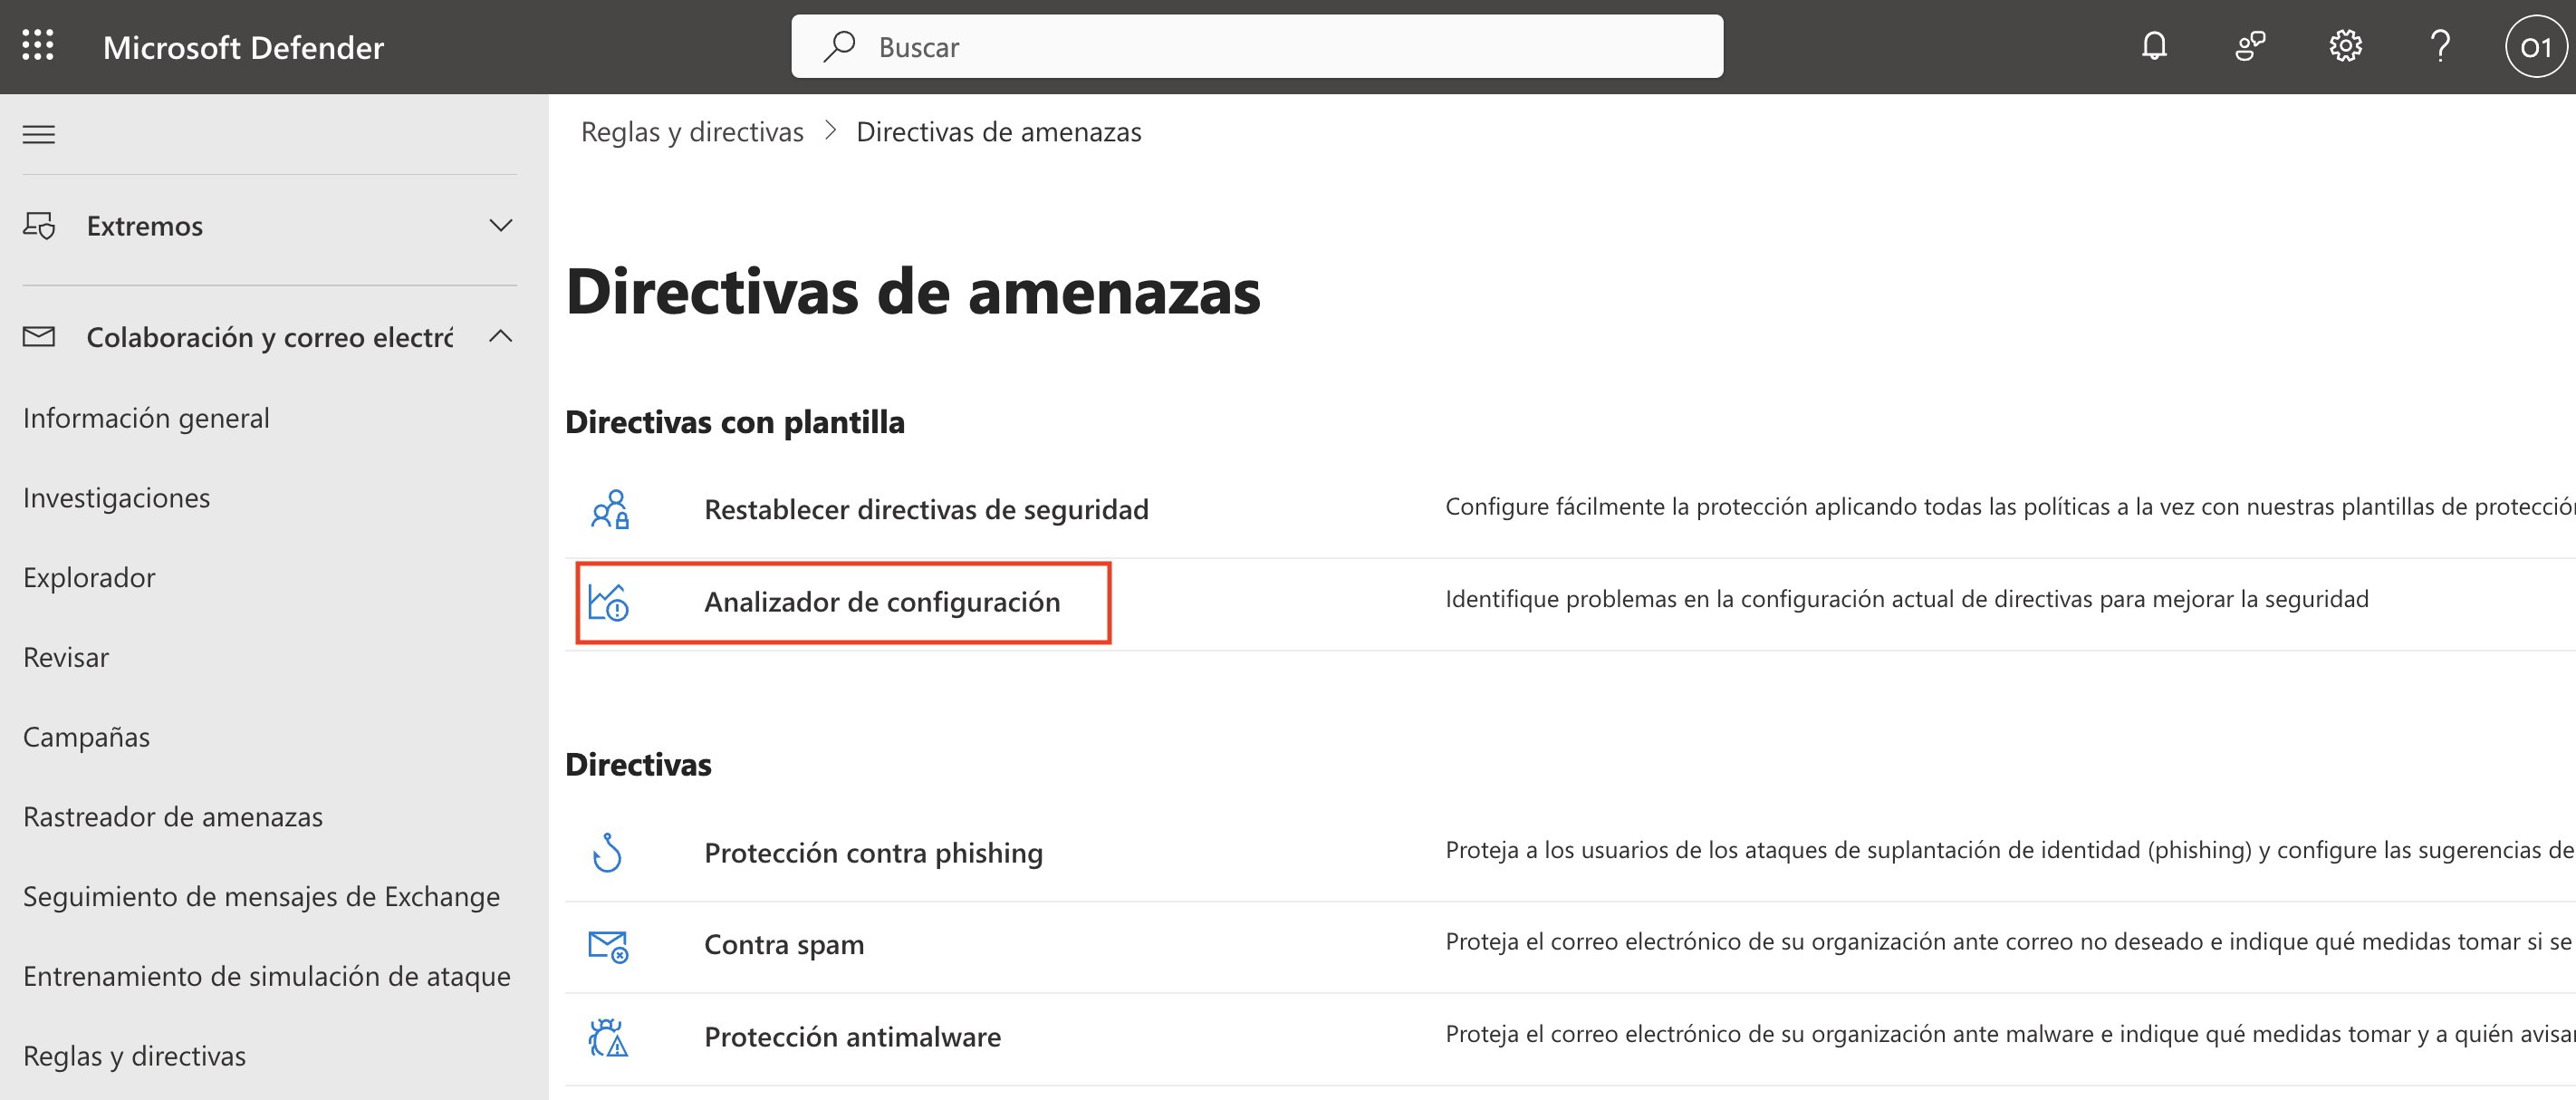 Microsoft Defender
Buscar
O1
Reglas y directivas > Directivas de amenazas
Extremos
Colaboración y correo electró
Información general
Investigaciones
Explorador
Revisar
Campañas
Rastreador de amenazas
Seguimiento de mensajes de Exchange
Entrenamiento de simulación de ataque
Reglas y directivas
Directivas de amenazas
Directivas con plantilla
Restablecer directivas de seguridad
Configure fácilmente la protección aplicando todas las políticas a la vez con nuestras plantillas de protección
Analizador de configuración
Identifique problemas en la configuración actual de directivas para mejorar la seguridad
Directivas
Protección contra phishing
Proteja a los usuarios de los ataques de suplantación de identidad (phishing) y configure las sugerencias de
Contra spam
Proteja el correo electrónico de su organización ante correo no deseado e indique qué medidas tomar si se
Protección antimalware
Proteja el correo electrónico de su organización ante malware e indique qué medidas tomar y a quién avisar